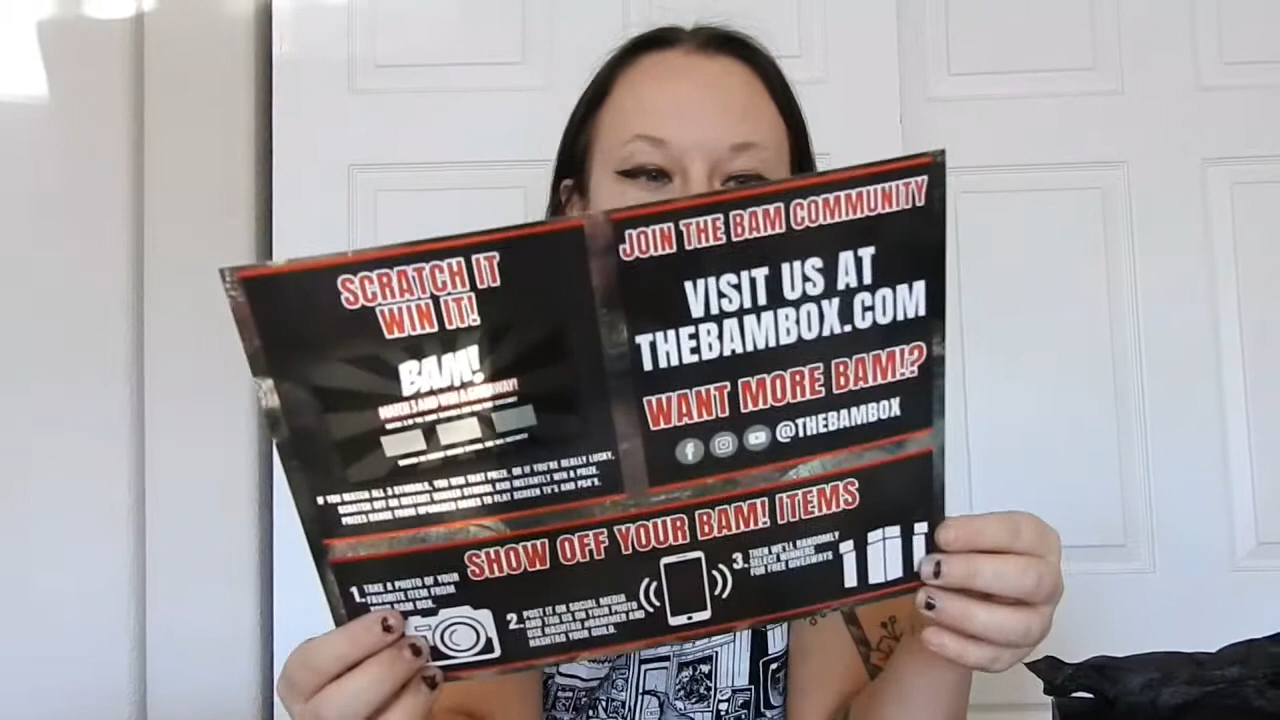 SCRATCH IT
WIN IT!
BAM!
MATCH 3 AND WIN A GIVEAWAY!
IF YOU MATCH ALL 3 SYMBOLS, YOU WIN THAT PRIZE. OR IF YOU'RE REALLY LUCKY,
SCRATCH OFF AN INSTANT WINNER SYMBOL AND INSTANTLY WIN A PRIZE.
PRIZES RANGE FROM UPGRADED BOXES TO FLAT SCREEN TV'S AND PS4'S.
JOIN THE BAM COMMUNITY
VISIT US AT
THEBAMBOX.COM
WANT MORE BAM!?
@THEBAMBOX
SHOW OFF YOUR BAM! ITEMS
1. TAKE A PHOTO OF YOUR
FAVORITE ITEM FROM
YOUR BAM BOX.
2. POST IT ON SOCIAL MEDIA
AND TAG US ON YOUR PHOTO
USE HASHTAG #BAMMER AND
HASHTAG YOUR GUILD.
3. THEN WE'LL RANDOMLY
SELECT WINNERS
FOR FREE GIVEAWAYS